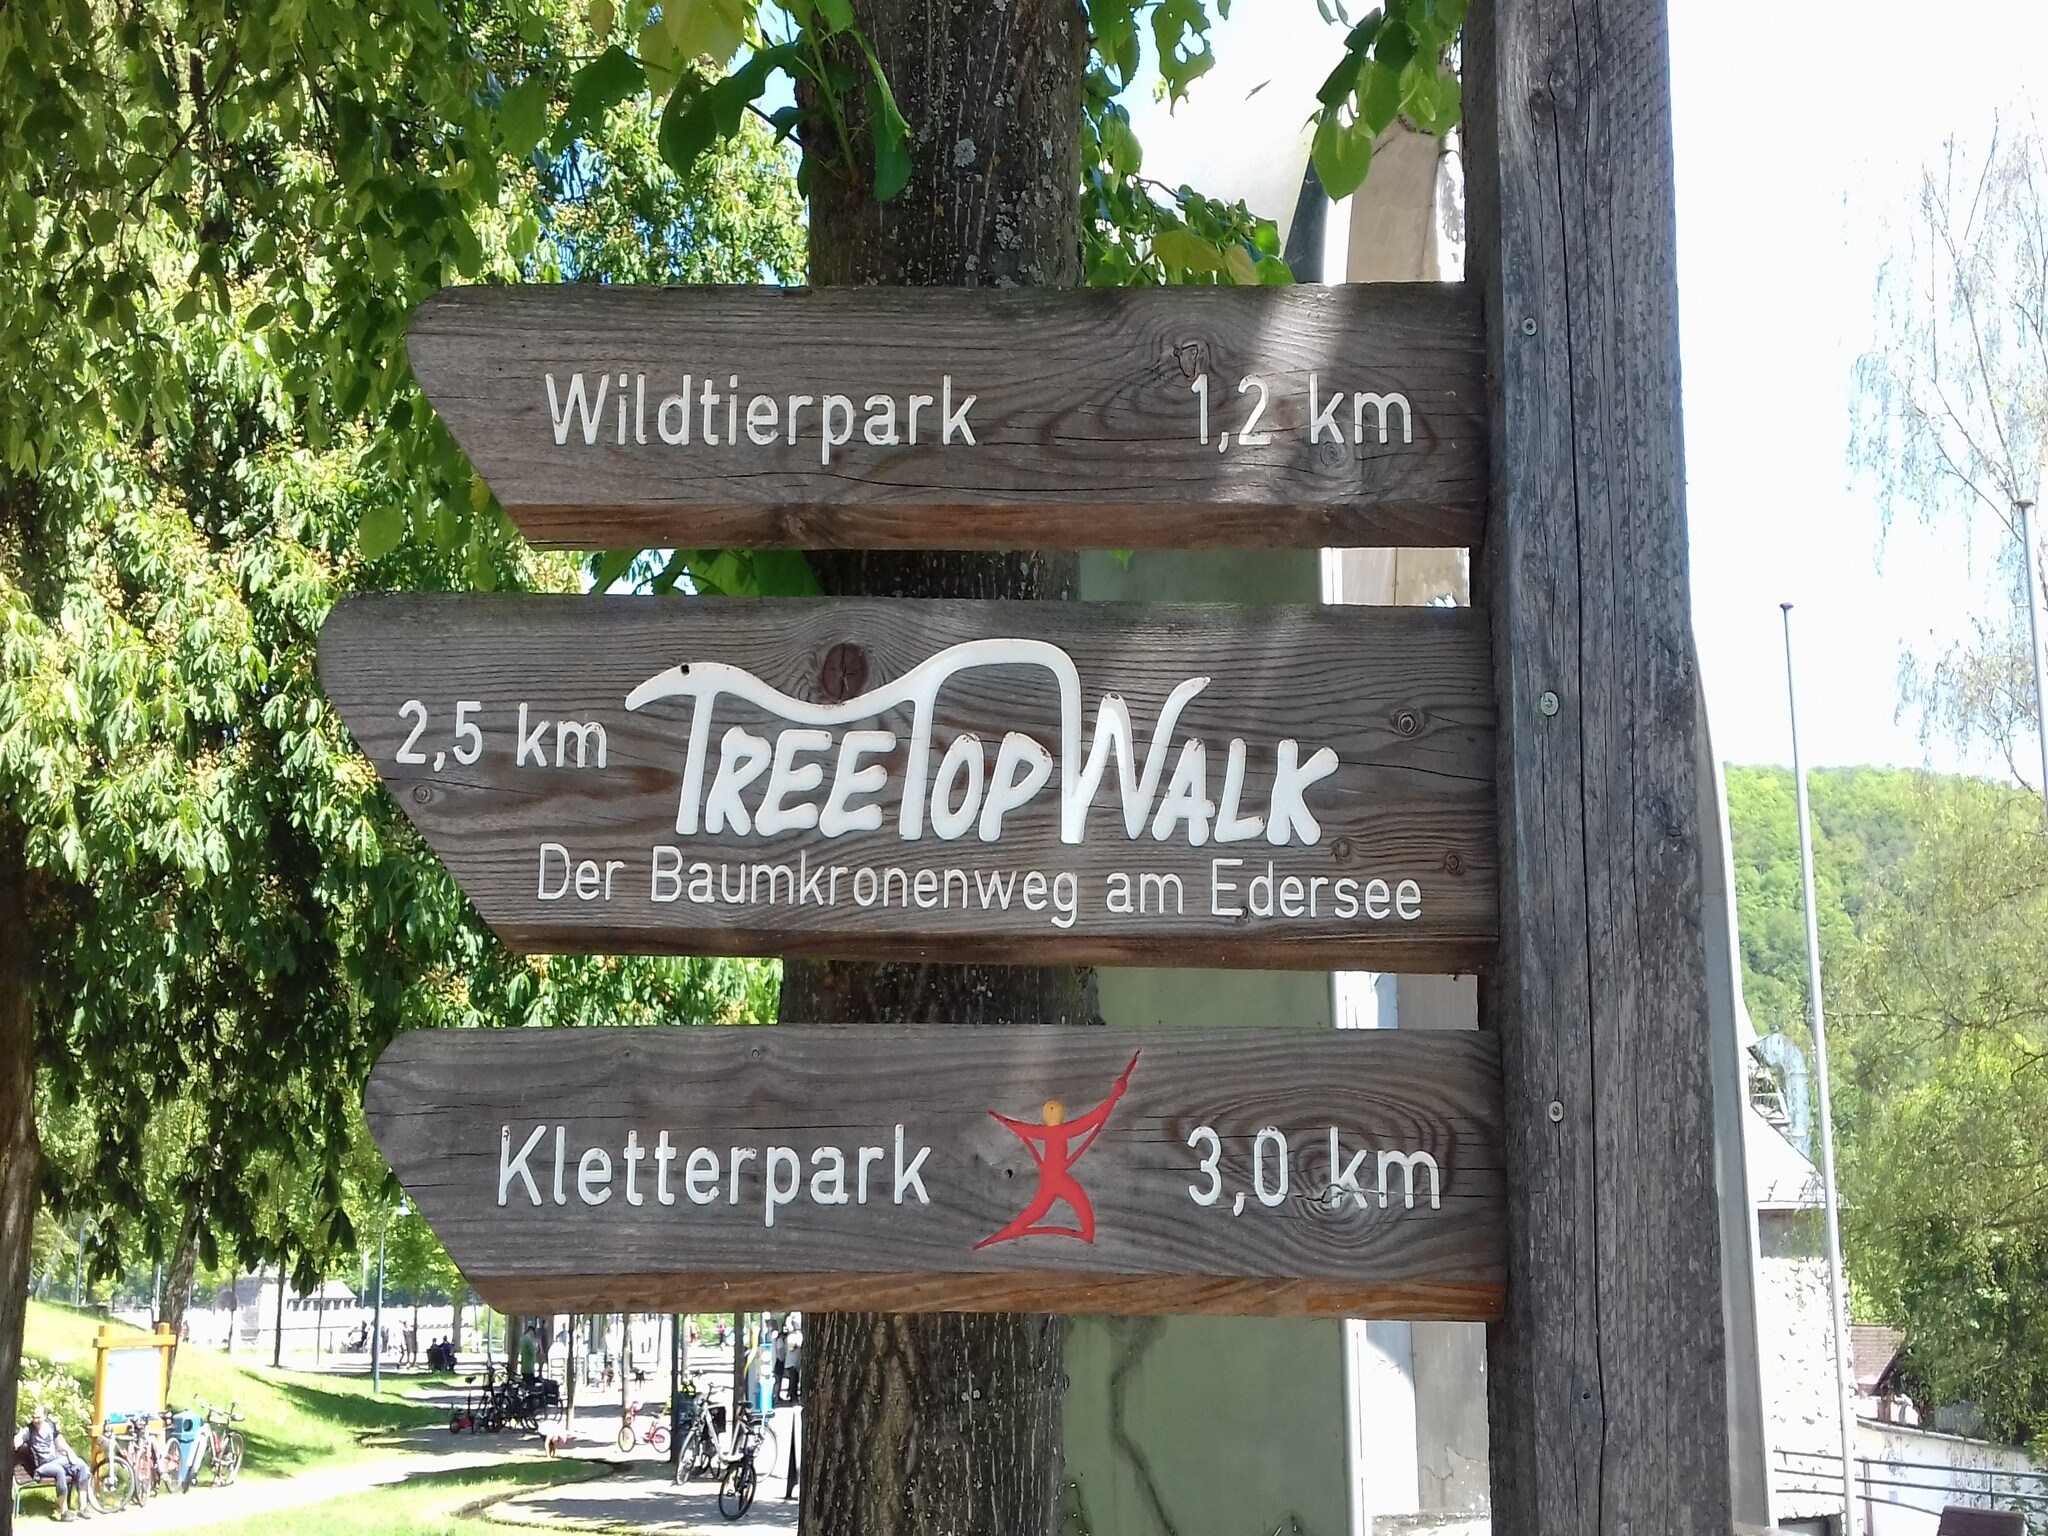 Wildtierpark 1,2 km
2,5 km TREETOPWALK
Der Baumkronenweg am Edersee
Kletterpark 3,0 km